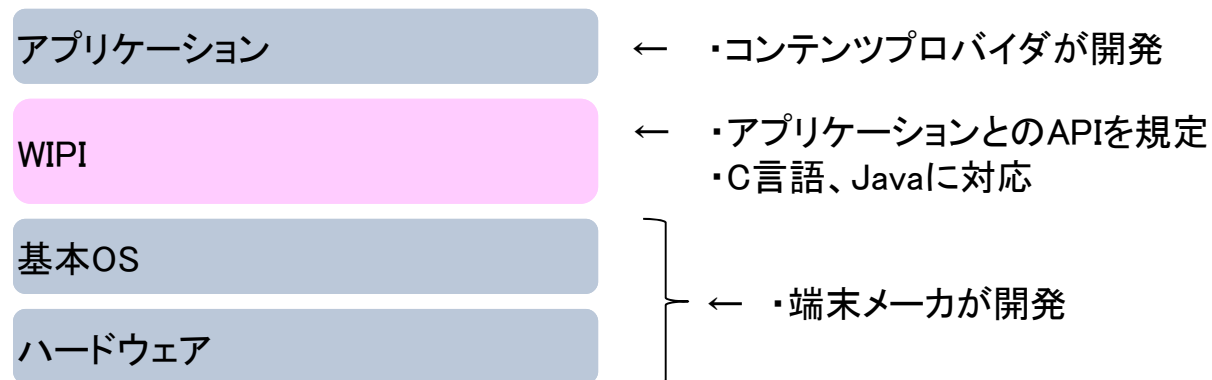 アプリケーション ← ・コンテンツプロバイダが開発
WIPI ← ・アプリケーションとのAPIを規定
・C言語、Javaに対応
基本OS
← ・端末メーカが開発
ハードウェア